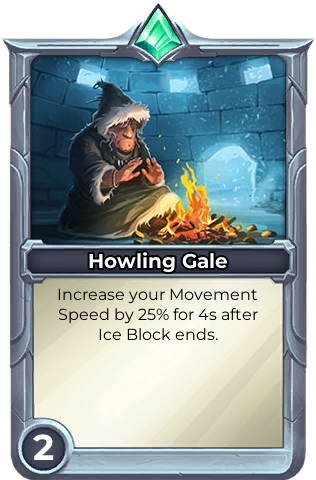 Howling Gale
Increase your Movement
Speed by 25% for 4s after
Ice Block ends.
2